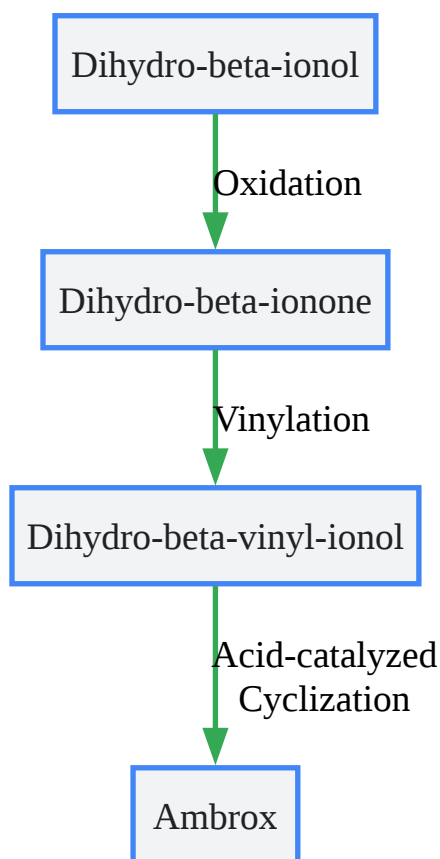 Dihydro-beta-ionol
Oxidation
Dihydro-beta-ionone
Vinylation
Dihydro-beta-vinyl-ionol
Acid-catalyzed
Cyclization
Ambrox